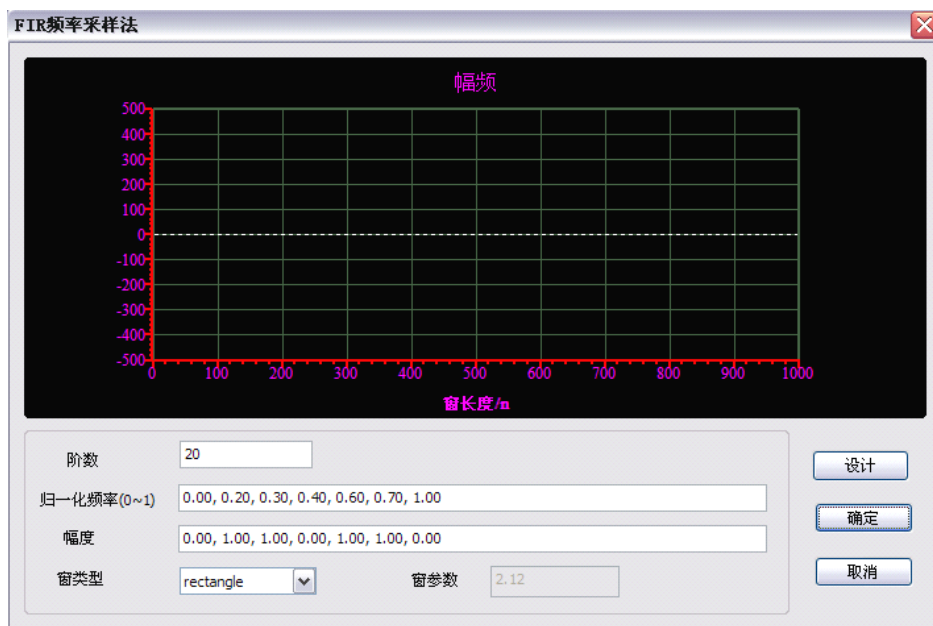 FIR频率采样法
幅频
500
400
300
200
100
0
-100
-200
-300
-400
-500
0 100 200 300 400 500 600 700 800 900 1000
窗长度/n
阶数 20
设计
归一化频率(0~1) 0.00, 0.20, 0.30, 0.40, 0.60, 0.70, 1.00
确定
幅度 0.00, 1.00, 1.00, 0.00, 1.00, 1.00, 0.00
窗类型 rectangle 窗参数 2.12
取消